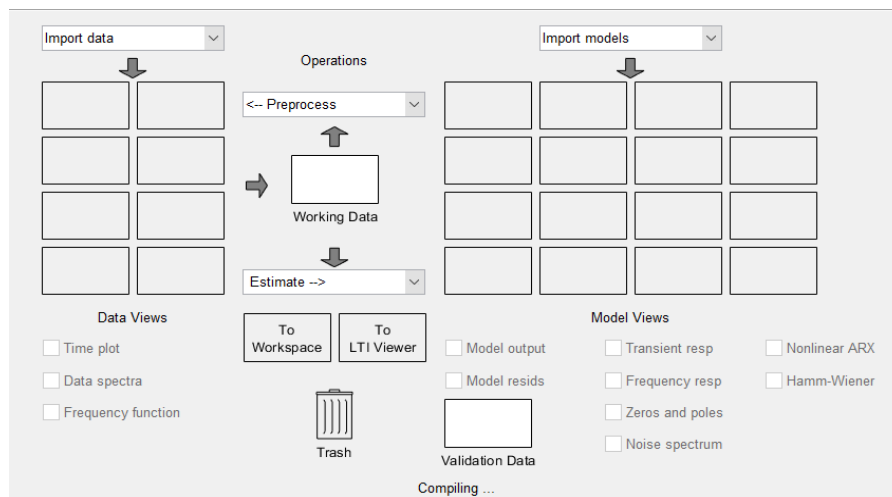 Import data
Import models
Operations
<-- Preprocess
Working Data
Estimate -->
Data Views
Time plot
Data spectra
Frequency function
To
Workspace
To
LTI Viewer
Trash
Model Views
Model output
Model resids
Transient resp
Frequency resp
Zeros and poles
Noise spectrum
Nonlinear ARX
Hamm-Wiener
Validation Data
Compiling ...